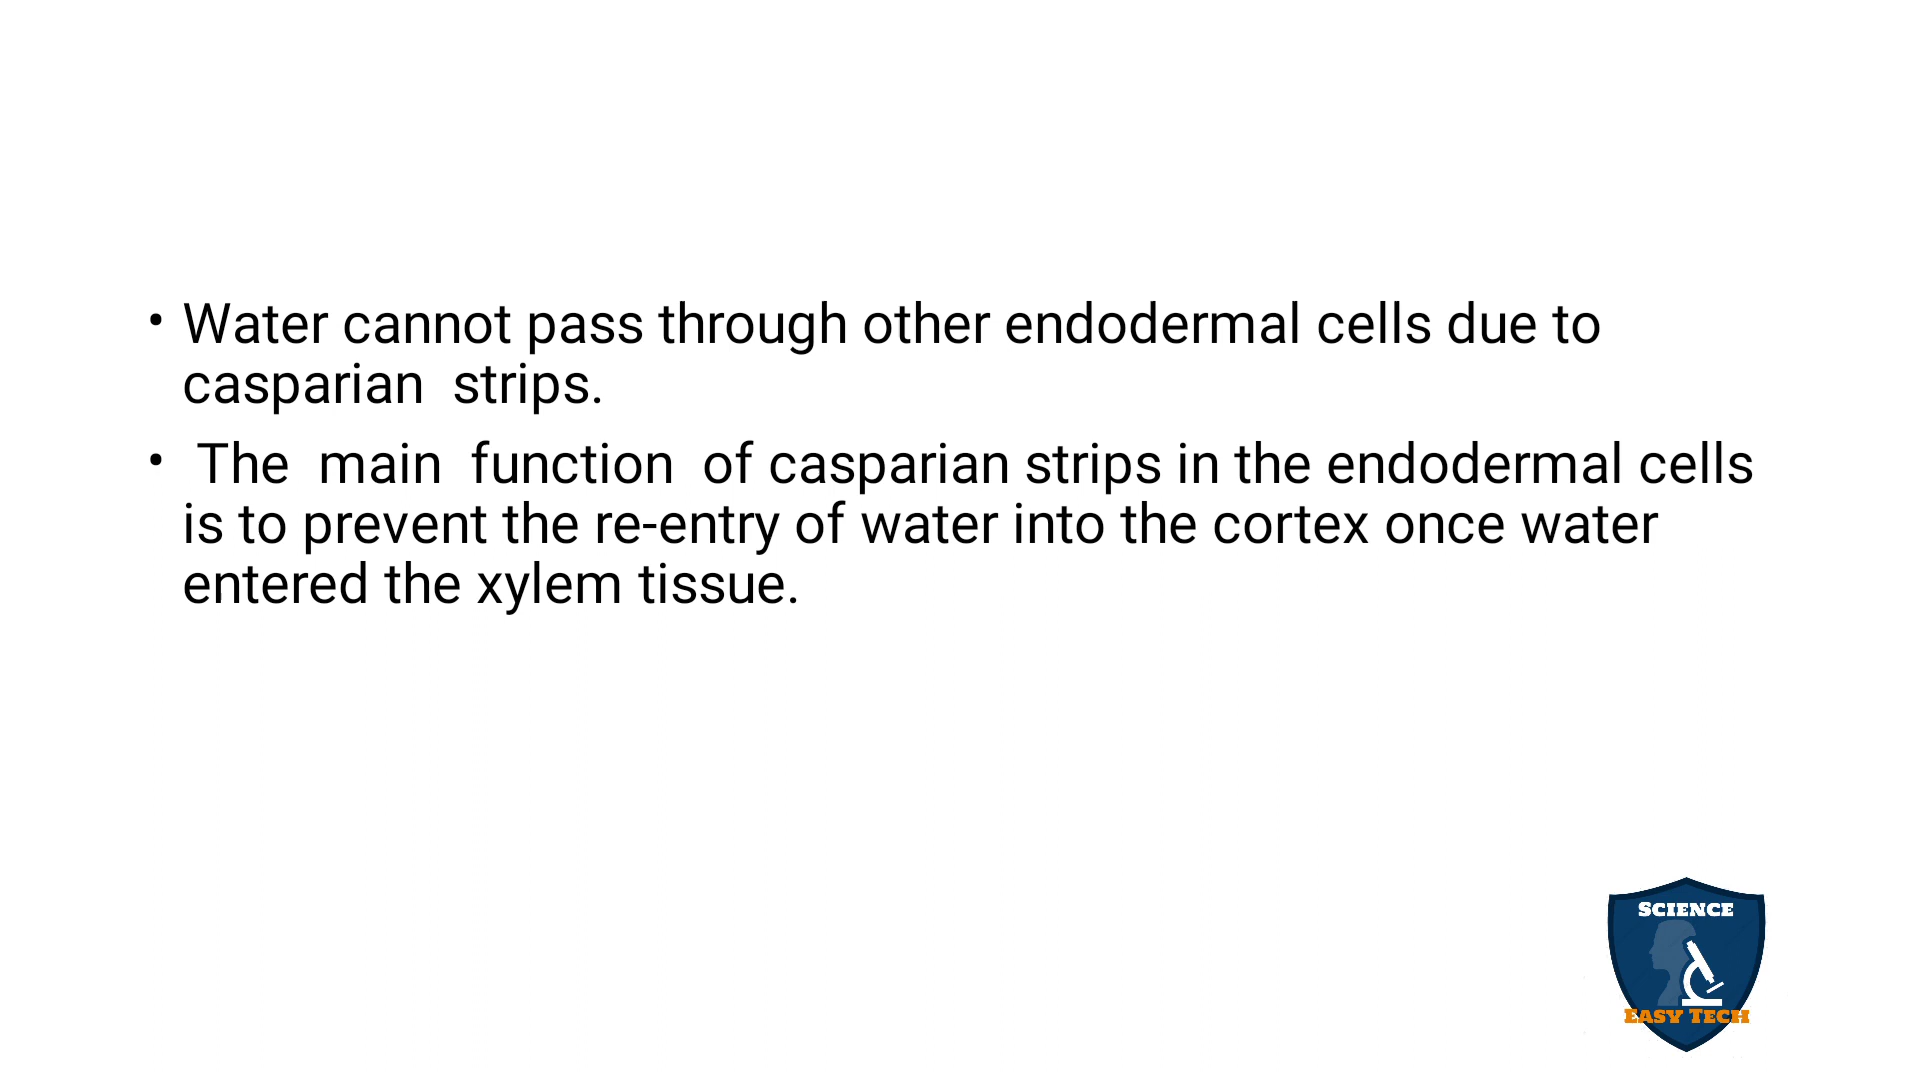 • Water cannot pass through other endodermal cells due to
casparian  strips.
•  The  main  function  of casparian strips in the endodermal cells
is to prevent the re-entry of water into the cortex once water
entered the xylem tissue.
SCIENCE
EASY TECH